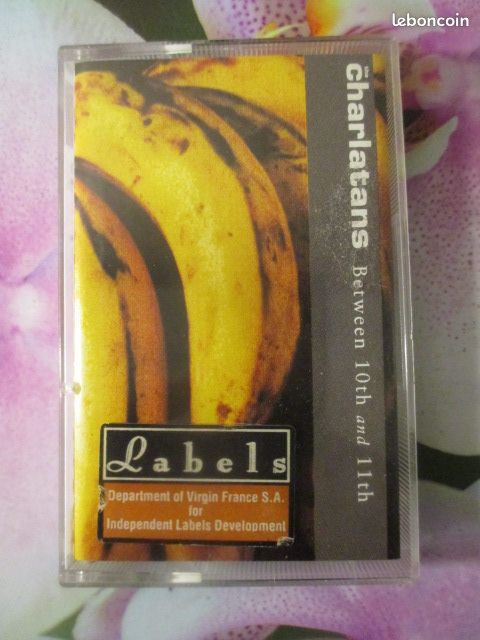 leboncoin
the
charlatans
Between 10th and 11th
Labels
Department of Virgin France S.A.
for
Independent Labels Development